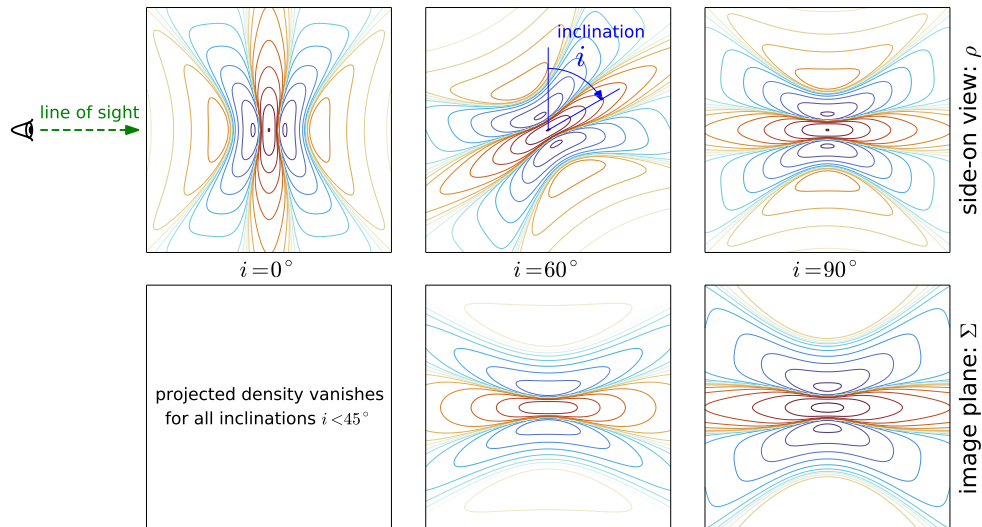 inclination
i
line of sight
side-on view: ρ
i=0°
i=60°
i=90°
projected density vanishes
for all inclinations i<45°
image plane: Σ